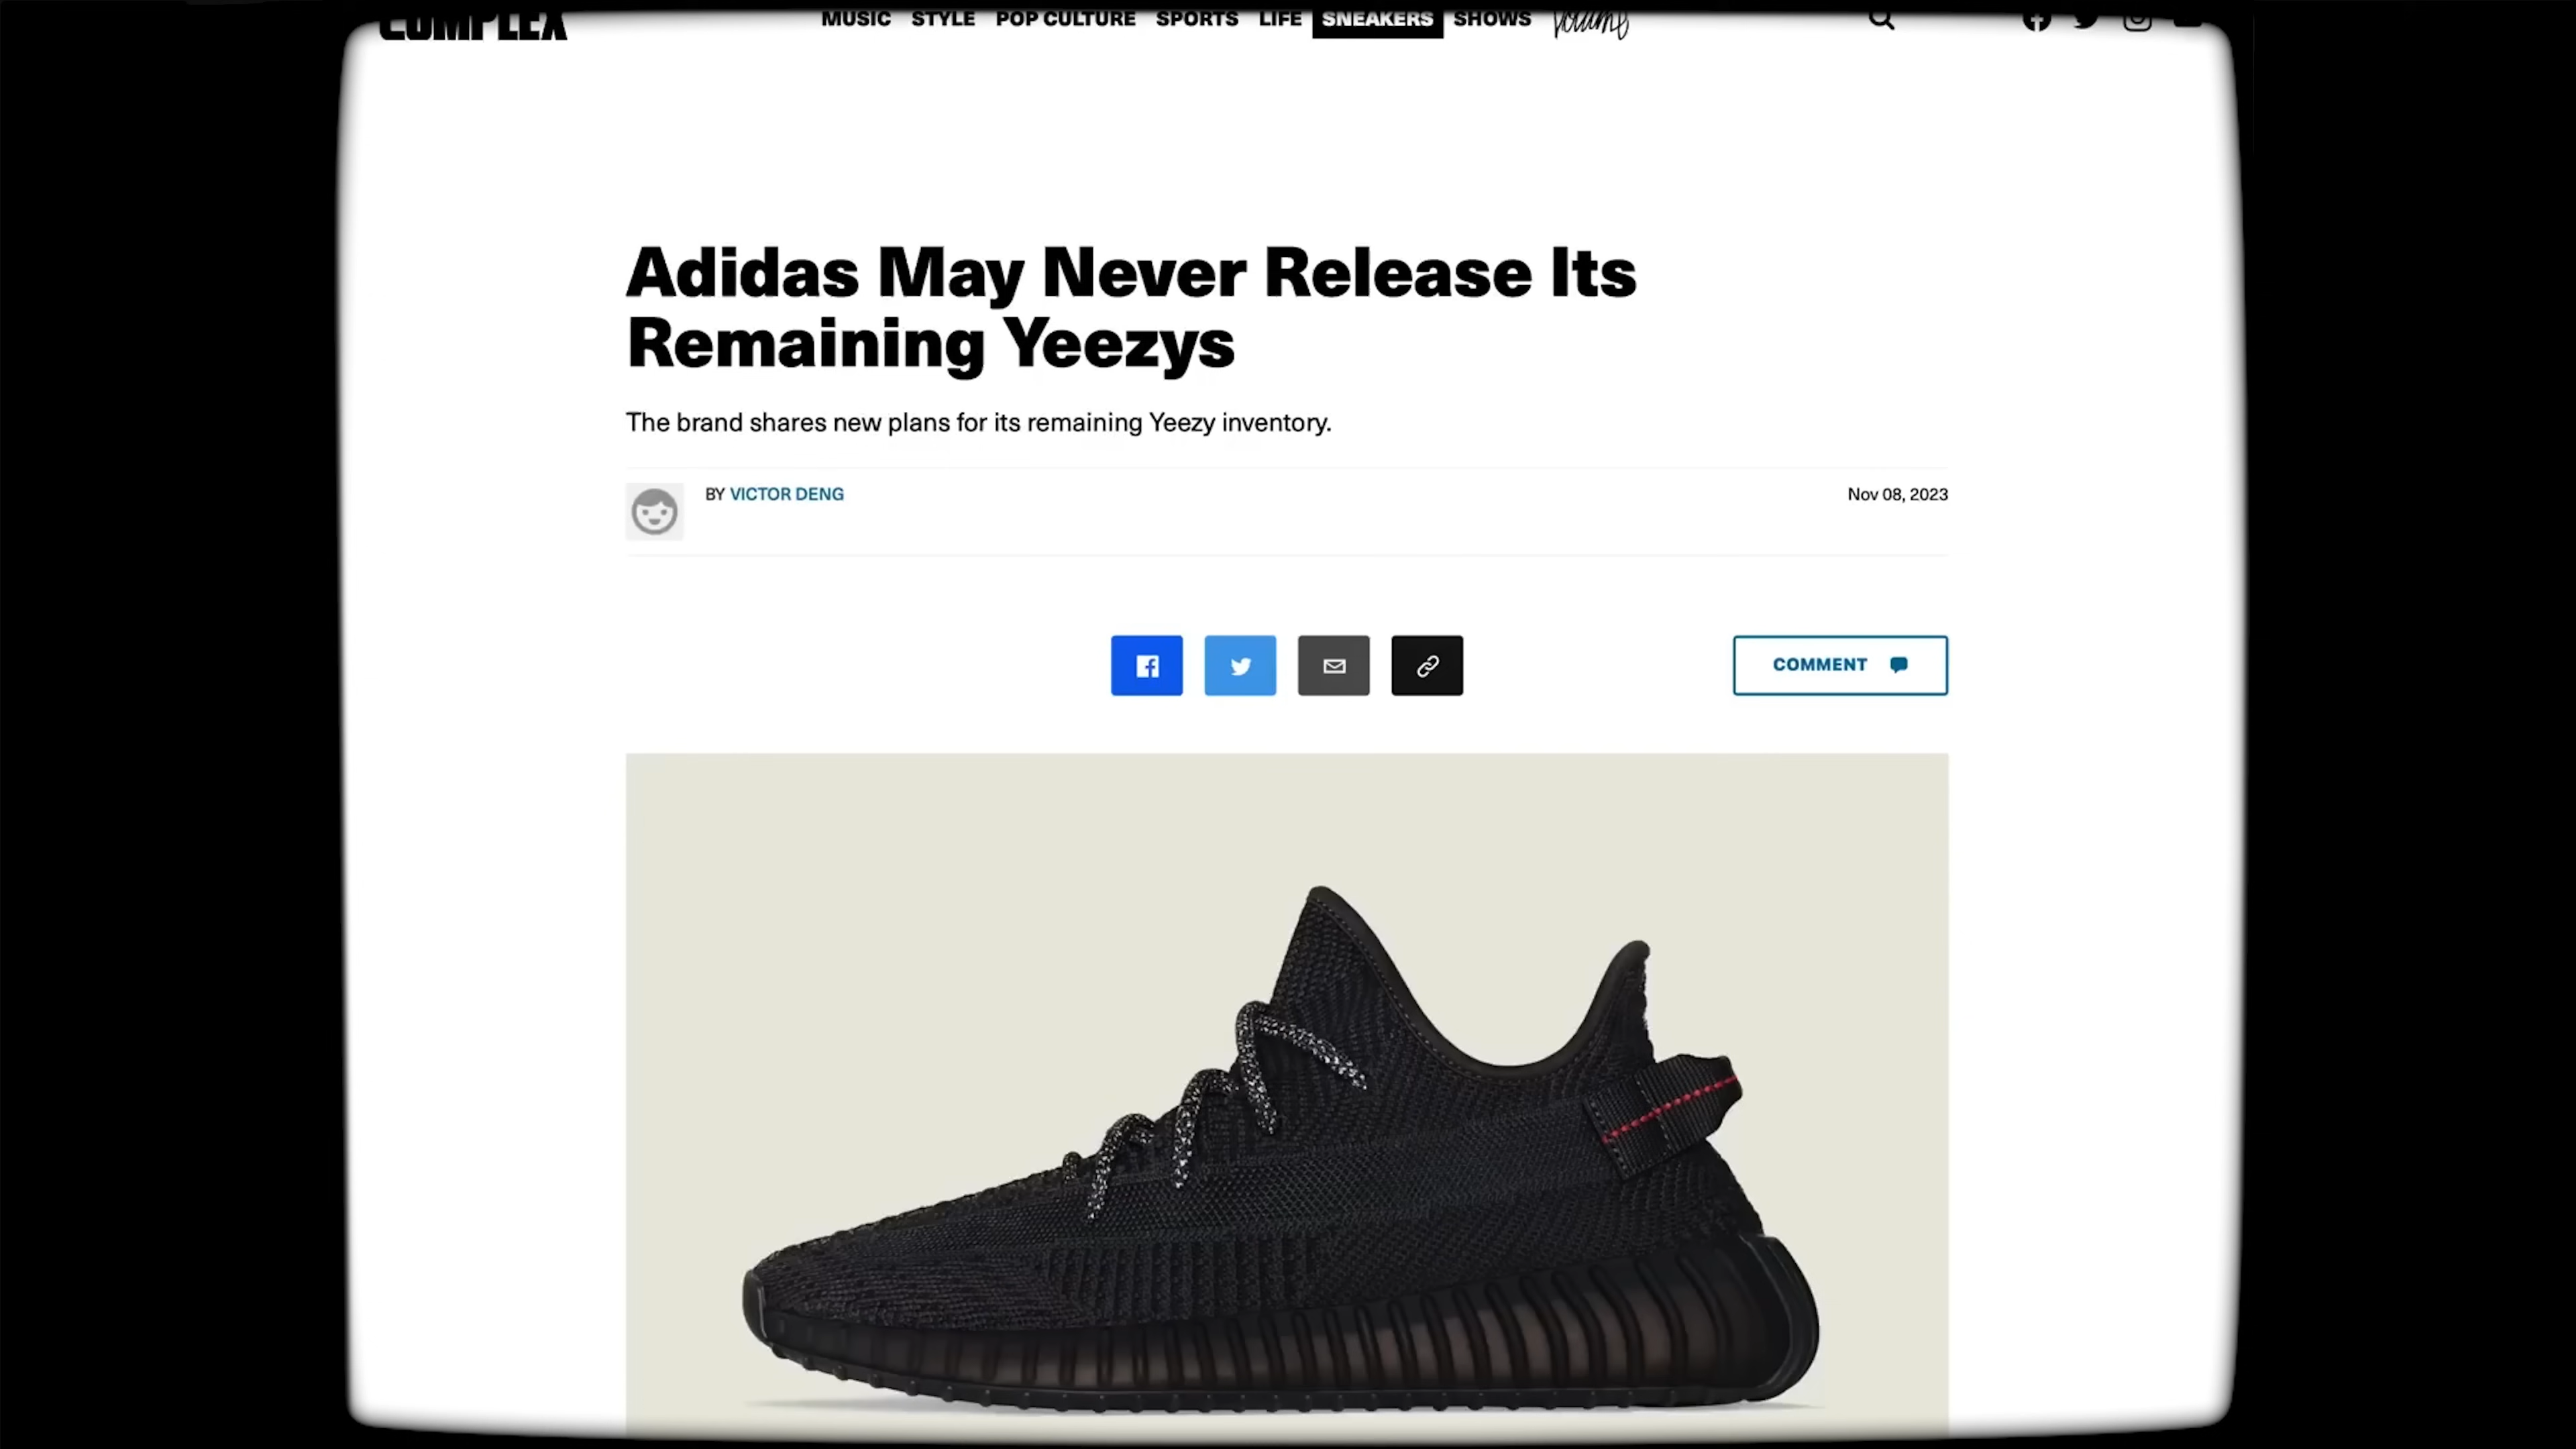 COMPLEX
MUSIC STYLE POP CULTURE SPORTS LIFE SNEAKERS SHOWS Volume
Adidas May Never Release Its
Remaining Yeezys
The brand shares new plans for its remaining Yeezy inventory.
BY VICTOR DENG
Nov 08, 2023
COMMENT